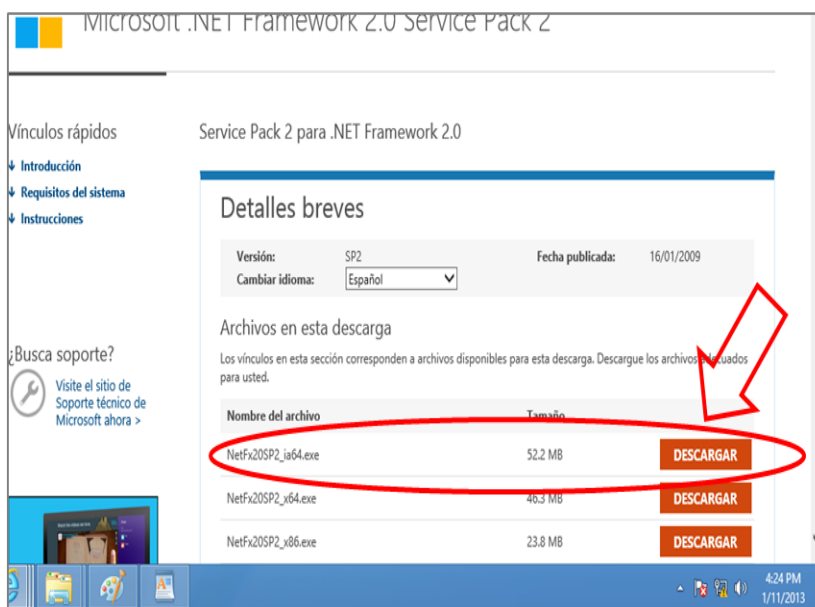 Microsoft .NET Framework 2.0 Service Pack 2
Vínculos rápidos
Introducción
Requisitos del sistema
Instrucciones
¿Busca soporte?
Visite el sitio de
Soporte técnico de
Microsoft ahora >
Service Pack 2 para .NET Framework 2.0
Detalles breves
Versión: SP2 Fecha publicada: 16/01/2009
Cambiar idioma: Español
Archivos en esta descarga
Los vínculos en esta sección corresponden a archivos disponibles para esta descarga. Descargue los archivos adecuados
para usted.
Nombre del archivo Tamaño
NetFx20SP2_ia64.exe 52.2 MB DESCARGAR
NetFx20SP2_x64.exe 46.3 MB DESCARGAR
NetFx20SP2_x86.exe 23.8 MB DESCARGAR
4:24 PM
1/11/2013